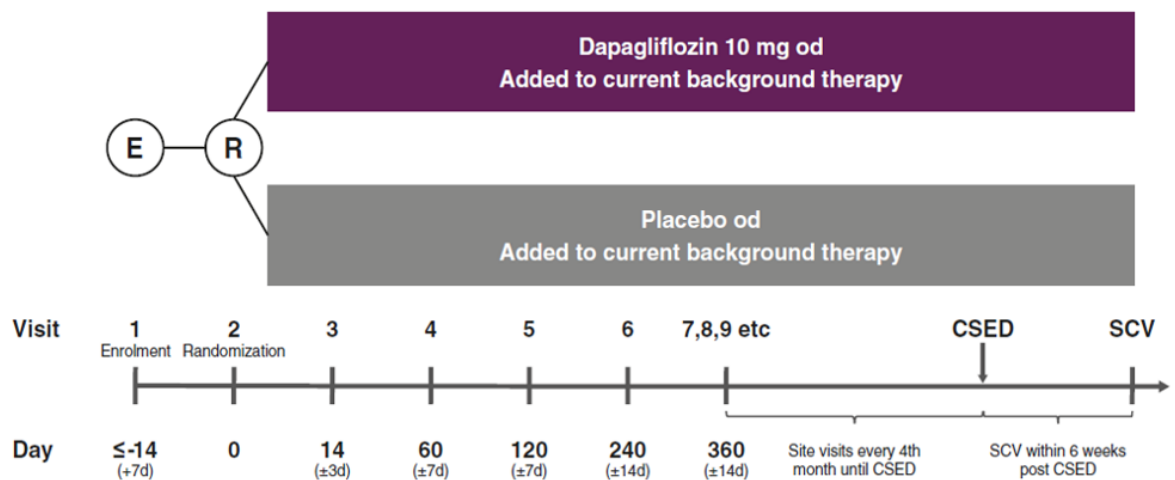 Dapagliflozin 10 mg od
Added to current background therapy
E
R
Placebo od
Added to current background therapy
Visit 1 2 3 4 5 6 7,8,9 etc CSED SCV
Enrolment Randomization
Day ≤-14 0 14 60 120 240 360 Site visits every 4th SCV within 6 weeks
(+7d) (±3d) (±7d) (±7d) (±14d) (±14d) month until CSED post CSED